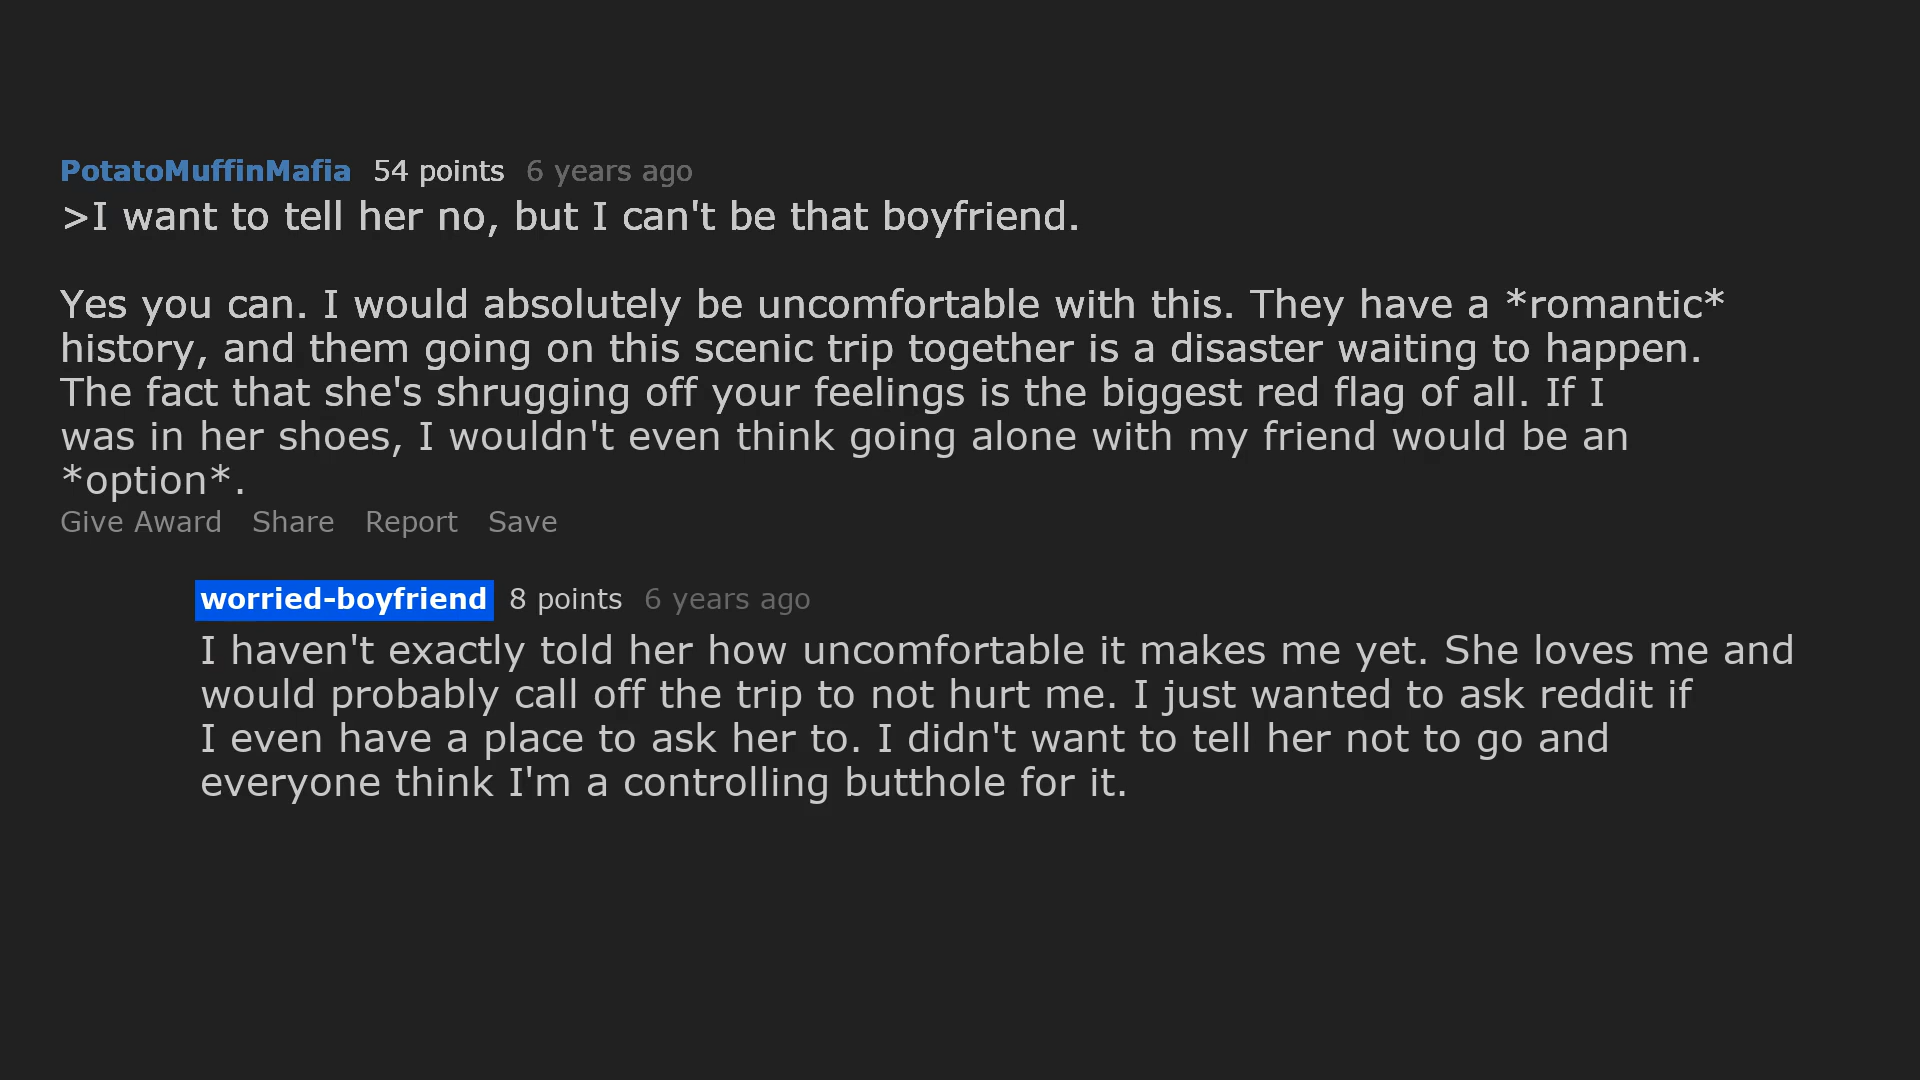 PotatoMuffinMafia 54 points 6 years ago
>I want to tell her no, but I can't be that boyfriend.
Yes you can. I would absolutely be uncomfortable with this. They have a *romantic*
history, and them going on this scenic trip together is a disaster waiting to happen.
The fact that she's shrugging off your feelings is the biggest red flag of all. If I
was in her shoes, I wouldn't even think going alone with my friend would be an
*option*.
Give Award Share Report Save
worried-boyfriend 8 points 6 years ago
I haven't exactly told her how uncomfortable it makes me yet. She loves me and
would probably call off the trip to not hurt me. I just wanted to ask reddit if
I even have a place to ask her to. I didn't want to tell her not to go and
everyone think I'm a controlling butthole for it.